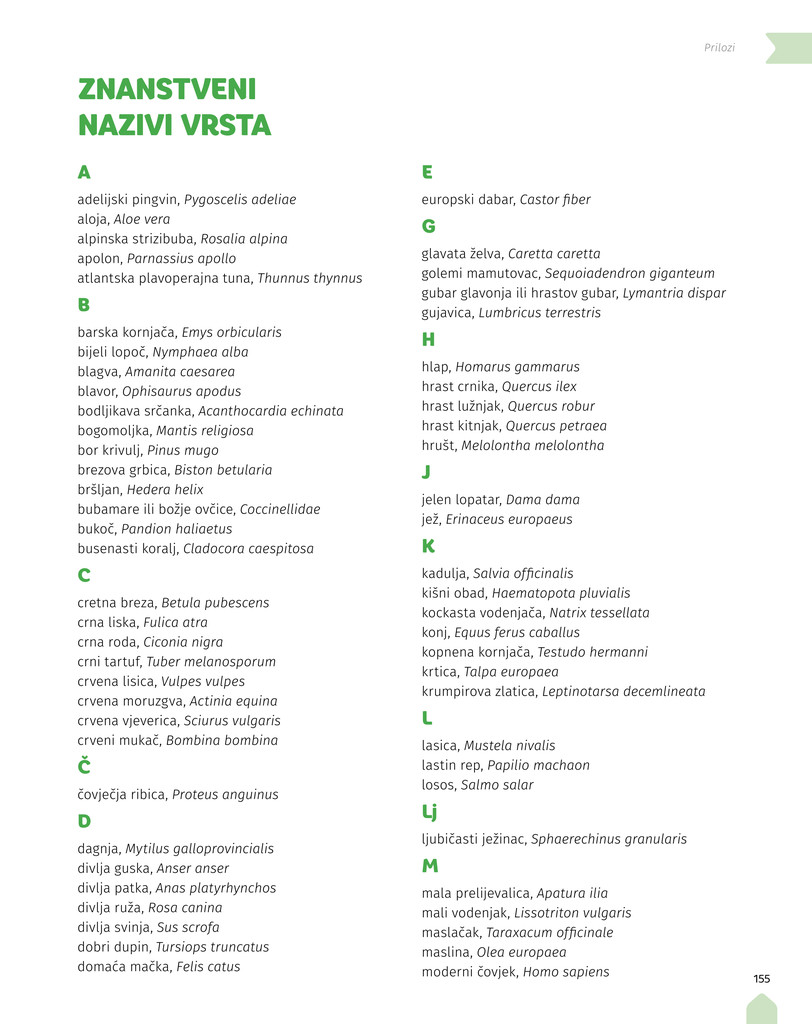 Prilozi
ZNANSTVENI
NAZIVI VRSTA
A
adelijski pingvin, Pygoscelis adeliae
aloja, Aloe vera
alpinska strizibuba, Rosalia alpina
apolon, Parnassius apollo
atlantska plavoperajna tuna, Thunnus thynnus
B
barska kornjača, Emys orbicularis
bijeli lopoč, Nymphaea alba
blagva, Amanita caesarea
blavor, Ophisaurus apodus
bodljikava srčanka, Acanthocardia echinata
bogomoljka, Mantis religiosa
bor krivulj, Pinus mugo
brezova grbica, Biston betularia
bršljan, Hedera helix
bubamare ili božje ovčice, Coccinellidae
bukoč, Pandion haliaetus
busenasti koralj, Cladocora caespitosa
C
cretna breza, Betula pubescens
crna liska, Fulica atra
crna roda, Ciconia nigra
crni tartuf, Tuber melanosporum
crvena lisica, Vulpes vulpes
crvena moruzgva, Actinia equina
crvena vjeverica, Sciurus vulgaris
crveni mukač, Bombina bombina
Č
čovječja ribica, Proteus anguinus
D
dagnja, Mytilus galloprovincialis
divlja guska, Anser anser
divlja patka, Anas platyrhynchos
divlja ruža, Rosa canina
divlja svinja, Sus scrofa
dobri dupin, Tursiops truncatus
domaća mačka, Felis catus
E
europski dabar, Castor fiber
G
glavata želva, Caretta caretta
golemi mamutovac, Sequoiadendron giganteum
gubar glavonja ili hrastov gubar, Lymantria dispar
gujavica, Lumbricus terrestris
H
hlap, Homarus gammarus
hrast crnika, Quercus ilex
hrast lužnjak, Quercus robur
hrast kitnjak, Quercus petraea
hrušt, Melolontha melolontha
J
jelen lopatar, Dama dama
jež, Erinaceus europaeus
K
kadulja, Salvia officinalis
kišni obad, Haematopota pluvialis
kockasta vodenjača, Natrix tessellata
konj, Equus ferus caballus
kopnena kornjača, Testudo hermanni
krtica, Talpa europaea
krumpirova zlatica, Leptinotarsa decemlineata
L
lasica, Mustela nivalis
lastin rep, Papilio machaon
losos, Salmo salar
Lj
ljubičasti ježinac, Sphaerechinus granularis
M
mala prelijevalica, Apatura ilia
mali vodenjak, Lissotriton vulgaris
maslačak, Taraxacum officinale
maslina, Olea europaea
moderni čovjek, Homo sapiens
155